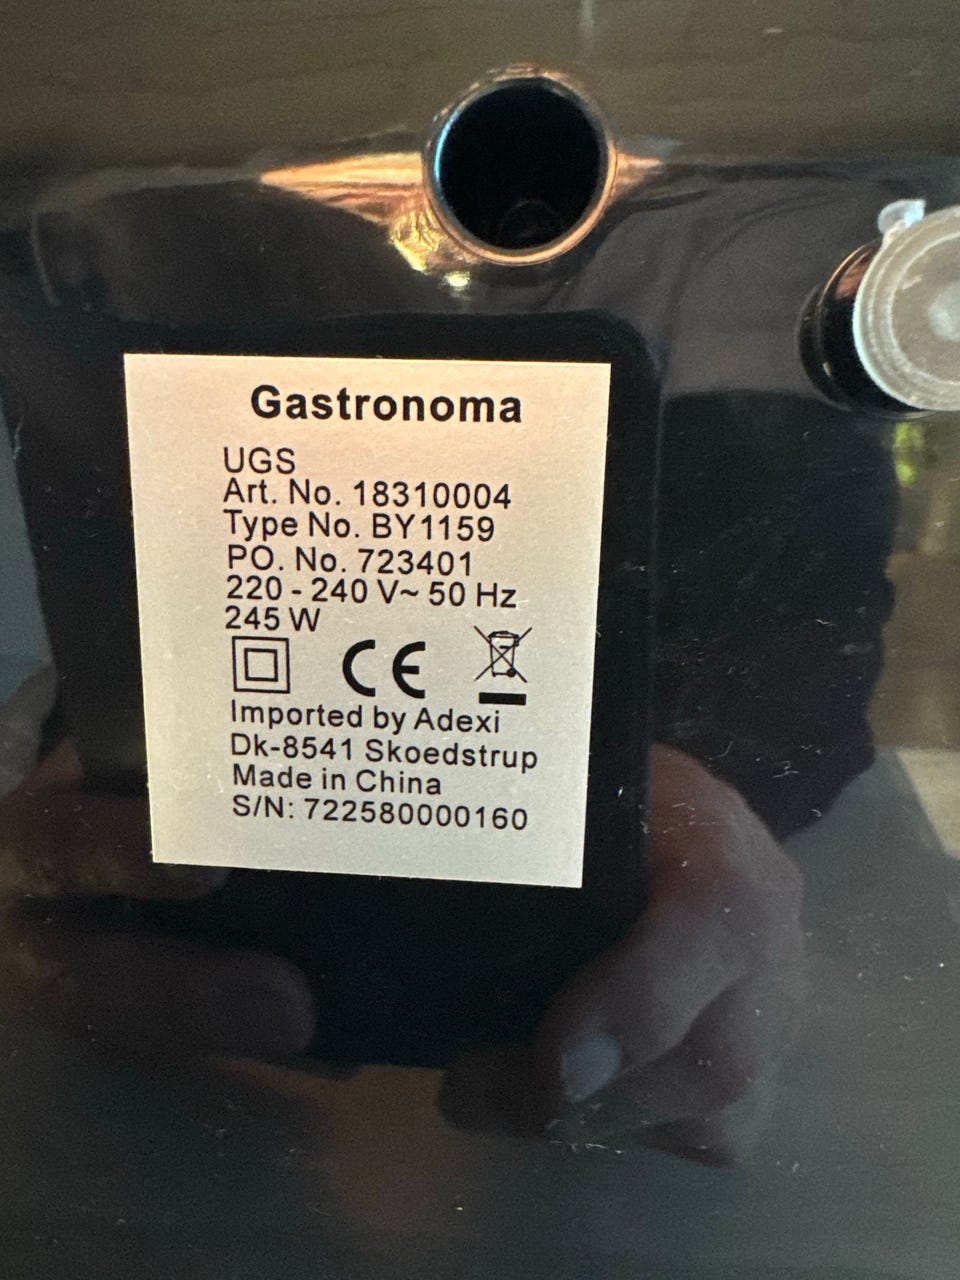 Gastronoma
UGS
Art. No. 18310004
Type No. BY1159
PO. No. 723401
220 - 240 V~ 50 Hz
245 W
CE
Imported by Adexi
Dk-8541 Skoedstrup
Made in China
S/N: 722580000160